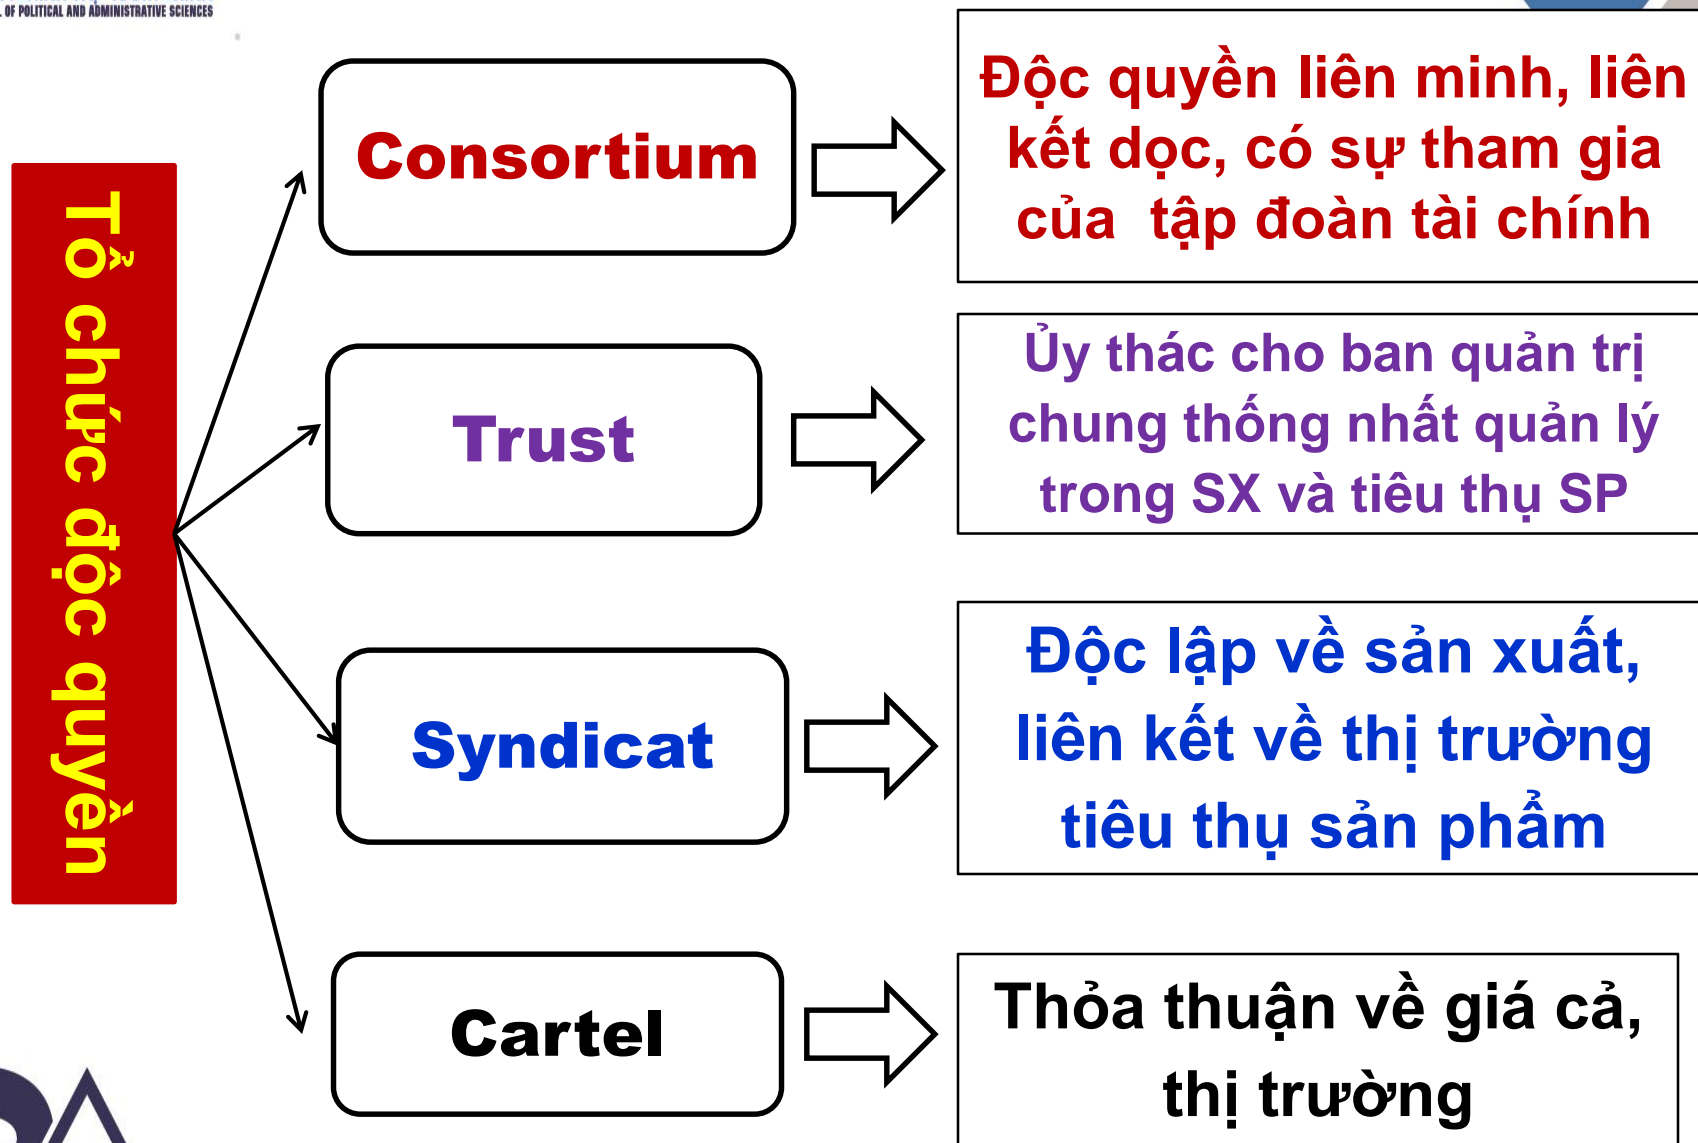 OF POLITICAL AND ADMINISTRATIVE SCIENCES
Tổ chức độc quyền
Consortium
Độc quyền liên minh, liên
kết dọc, có sự tham gia
của tập đoàn tài chính
Trust
Ủy thác cho ban quản trị
chung thống nhất quản lý
trong SX và tiêu thụ SP
Syndicat
Độc lập về sản xuất,
liên kết về thị trường
tiêu thụ sản phẩm
Cartel
Thỏa thuận về giá cả,
thị trường